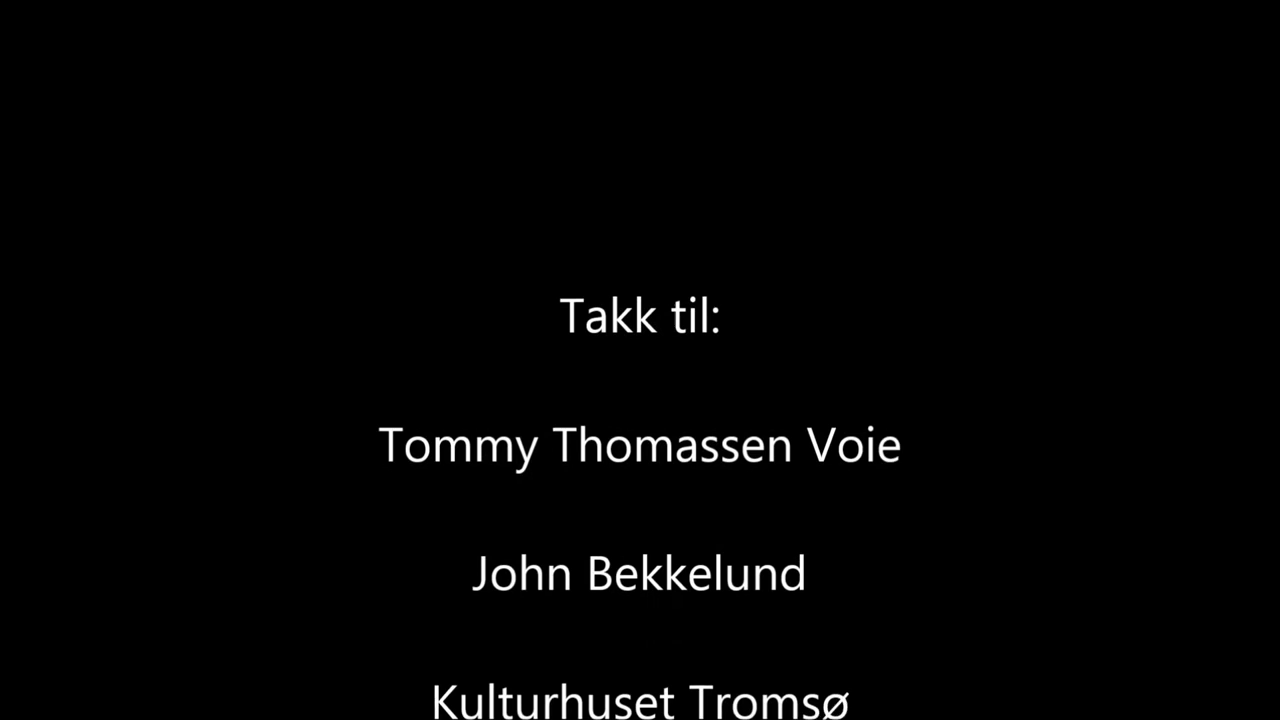 Takk til:
Tommy Thomassen Voie
John Bekkelund
Kulturhuset Tromsø